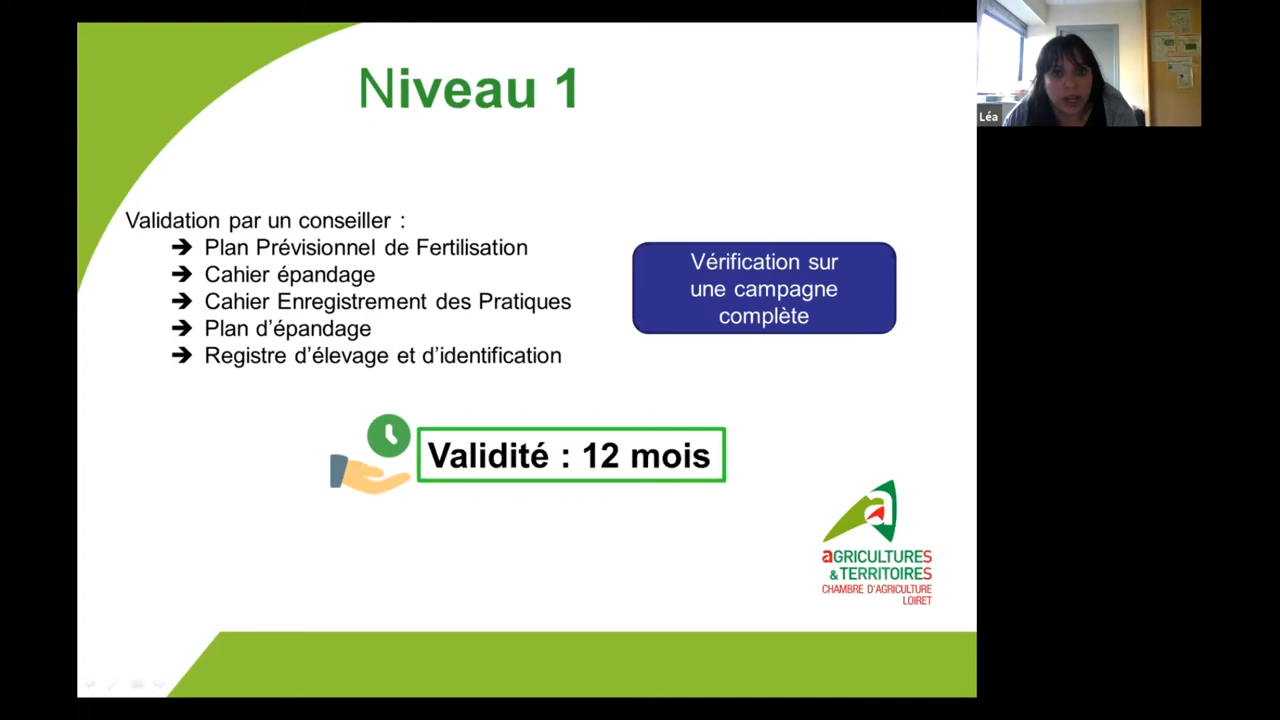 Niveau 1
Validation par un conseiller :
➔ Plan Prévisionnel de Fertilisation
➔ Cahier épandage
➔ Cahier Enregistrement des Pratiques
➔ Plan d'épandage
➔ Registre d'élevage et d'identification
Vérification sur
une campagne
complète
Validité : 12 mois
a
aGRICULTURES
& TERRITOIRES
CHAMBRE D'AGRICULTURE
LOIRET
Léa